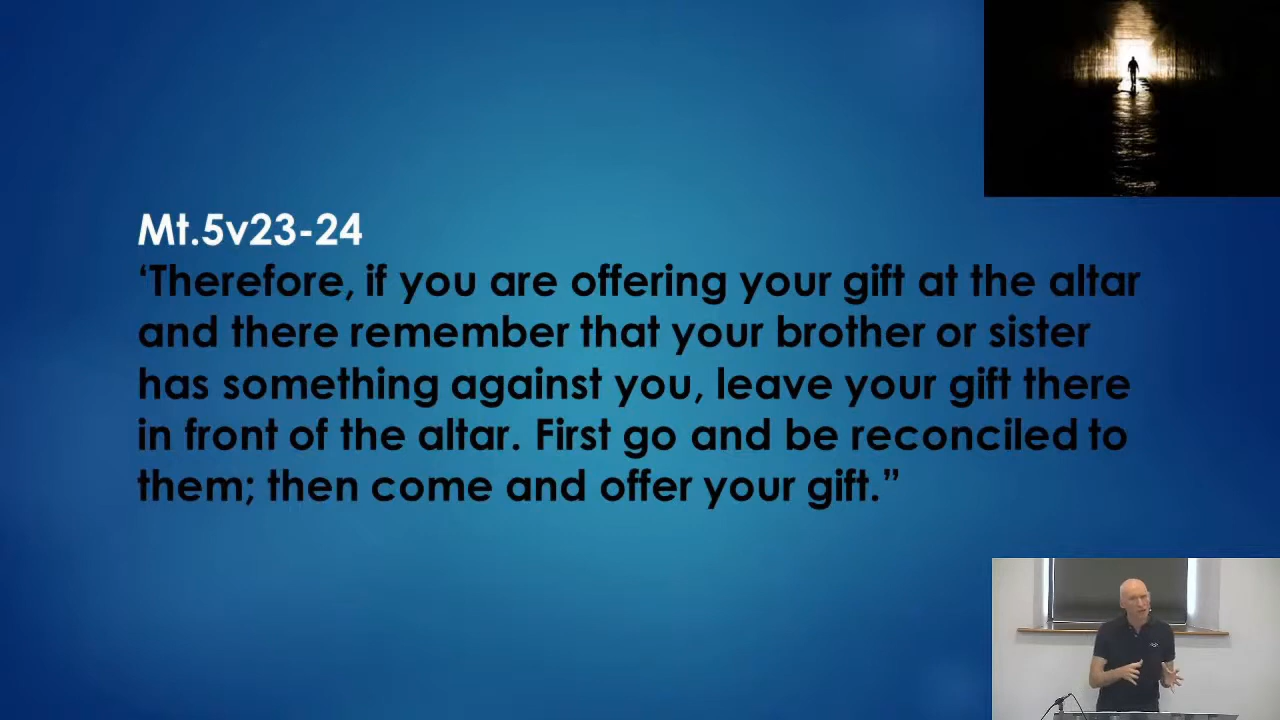 Mt.5v23-24
‘Therefore, if you are offering your gift at the altar
and there remember that your brother or sister
has something against you, leave your gift there
in front of the altar. First go and be reconciled to
them; then come and offer your gift.”